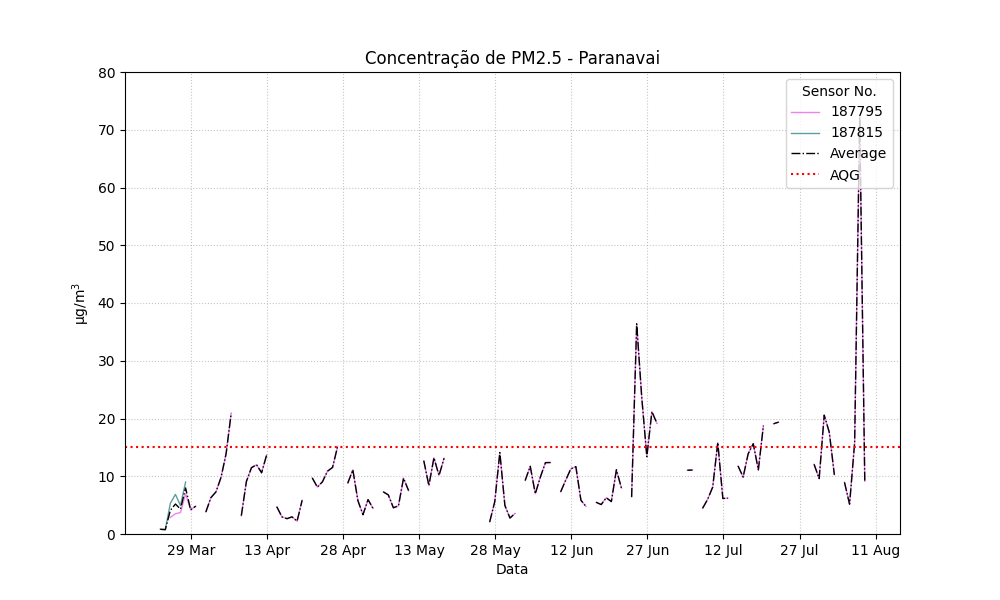 Concentração de PM2.5 - Paranavai
80
70
60
50
40
30
20
10
0
µg/m³
Sensor No.
187795
187815
Average
AQG
29 Mar 13 Apr 28 Apr 13 May 28 May 12 Jun 27 Jun 12 Jul 27 Jul 11 Aug
Data